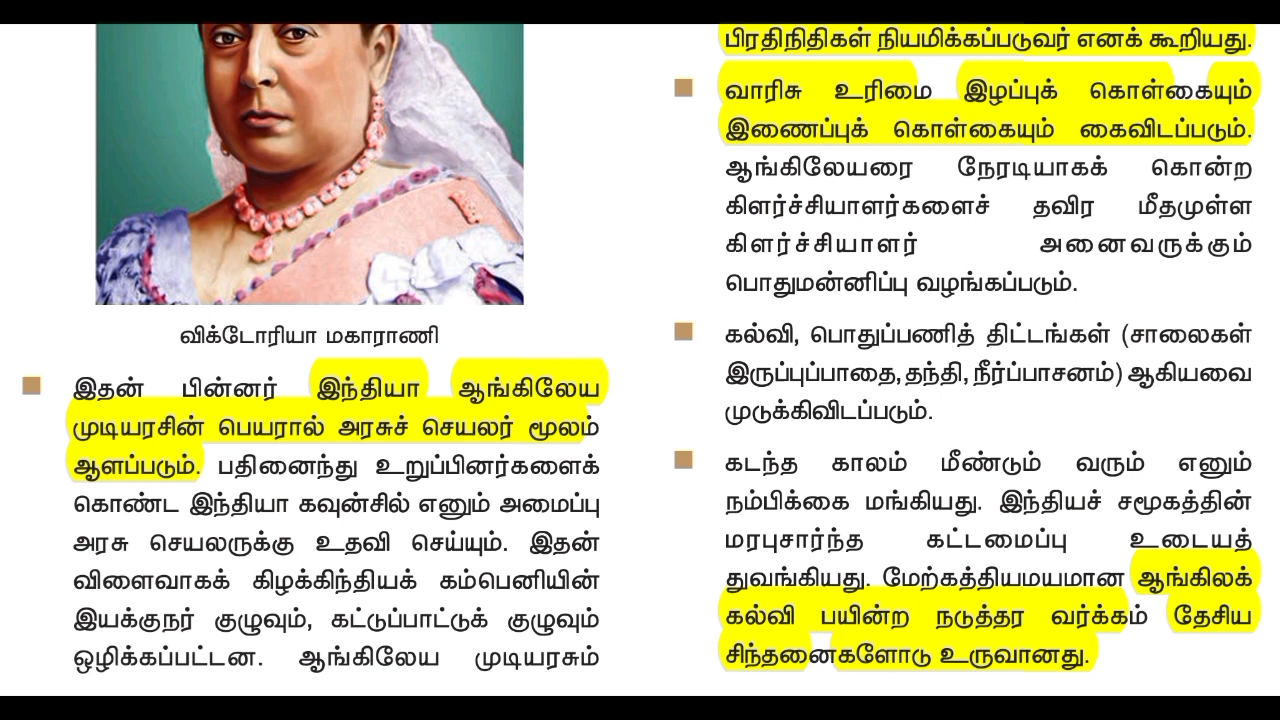 விக்டோரியா மகாராணி
இதன் பின்னர் இந்தியா ஆங்கிலேய
முடியரசின் பெயரால் அரசுச் செயலர் மூலம்
ஆளப்படும். பதினைந்து உறுப்பினர்களைக்
கொண்ட இந்தியா கவுன்சில் எனும் அமைப்பு
அரசு செயலருக்கு உதவி செய்யும். இதன்
விளைவாகக் கிழக்கிந்தியக் கம்பெனியின்
இயக்குநர் குழுவும், கட்டுப்பாட்டுக் குழுவும்
ஒழிக்கப்பட்டன. ஆங்கிலேய முடியரசும்
பிரதிநிதிகள் நியமிக்கப்படுவர் எனக் கூறியது.
வாரிசு உரிமை இழப்புக் கொள்கையும்
இணைப்புக் கொள்கையும் கைவிடப்படும்.
ஆங்கிலேயரை நேரடியாகக் கொன்ற
கிளர்ச்சியாளர்களைச் தவிர மீதமுள்ள
கிளர்ச்சியாளர் அனைவருக்கும்
பொதுமன்னிப்பு வழங்கப்படும்.
கல்வி, பொதுப்பணித் திட்டங்கள் (சாலைகள்
இருப்புப்பாதை, தந்தி, நீர்ப்பாசனம்) ஆகியவை
முடுக்கிவிடப்படும்.
கடந்த காலம் மீண்டும் வரும் எனும்
நம்பிக்கை மங்கியது. இந்தியச் சமூகத்தின்
மரபுசார்ந்த கட்டமைப்பு உடையத்
துவங்கியது. மேற்கத்தியமயமான ஆங்கிலக்
கல்வி பயின்ற நடுத்தர வர்க்கம் தேசிய
சிந்தனைகளோடு உருவானது.